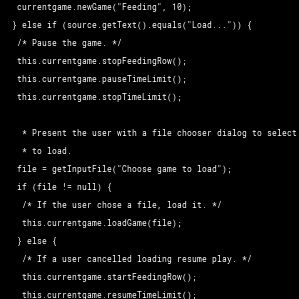 currentgame.newGame("Feeding", 10);
} else if (source.getText().equals("Load...")) {
/* Pause the game. */
this.currentgame.stopFeedingRow();
this.currentgame.pauseTimeLimit();
this.currentgame.stopTimeLimit();
* Present the user with a file chooser dialog to select
* to load.
file = getInputFile("Choose game to load");
if (file != null) {
/* If the user chose a file, load it. */
this.currentgame.loadGame(file);
} else {
/* If a user cancelled loading resume play. */
this.currentgame.startFeedingRow();
this.currentgame.resumeTimeLimit();